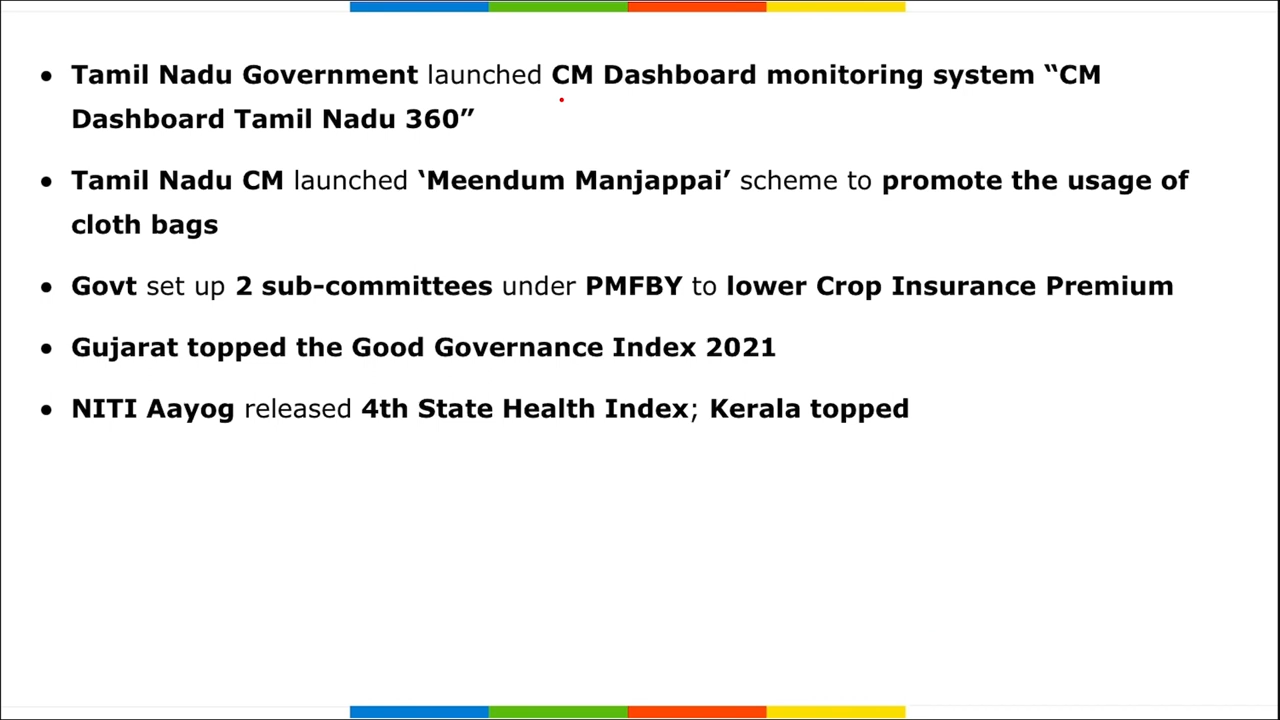 • Tamil Nadu Government launched CM Dashboard monitoring system “CM
Dashboard Tamil Nadu 360”
• Tamil Nadu CM launched ‘Meendum Manjappai’ scheme to promote the usage of
cloth bags
• Govt set up 2 sub-committees under PMFBY to lower Crop Insurance Premium
• Gujarat topped the Good Governance Index 2021
• NITI Aayog released 4th State Health Index; Kerala topped